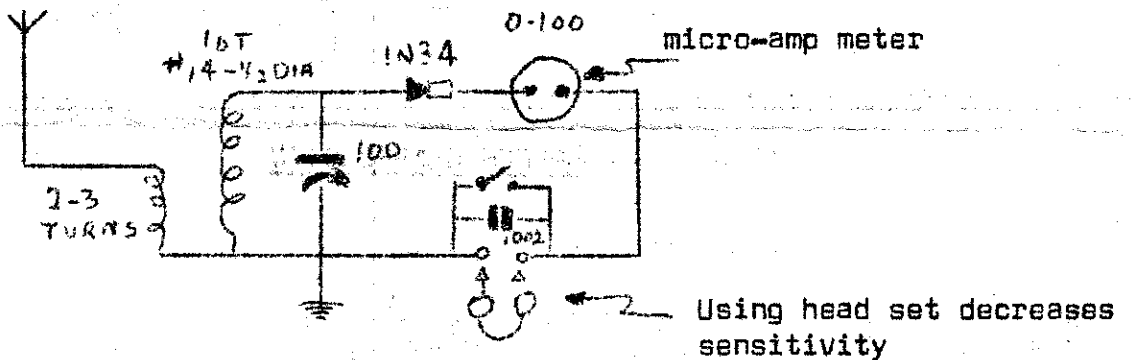 0-100
micro-amp meter
10T
#14-1/2 DIA
1N34
100
2-3
TURNS
.002
Using head set decreases
sensitivity